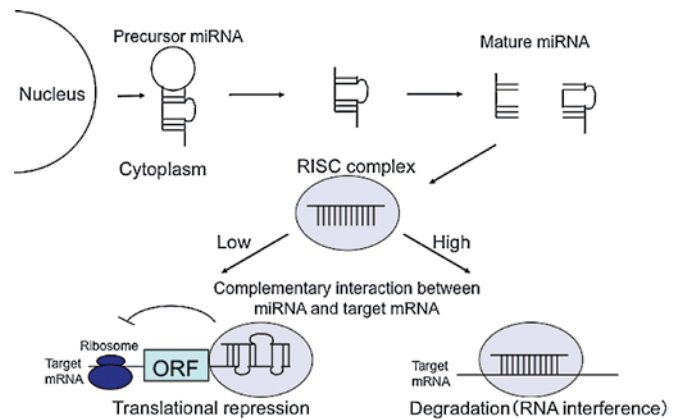 Precursor miRNA
Mature miRNA
Nucleus
Cytoplasm
RISC complex
Low
High
Complementary interaction between
miRNA and target mRNA
Ribosome
Target
mRNA
ORF
Target
mRNA
Translational repression
Degradation(RNA interference)